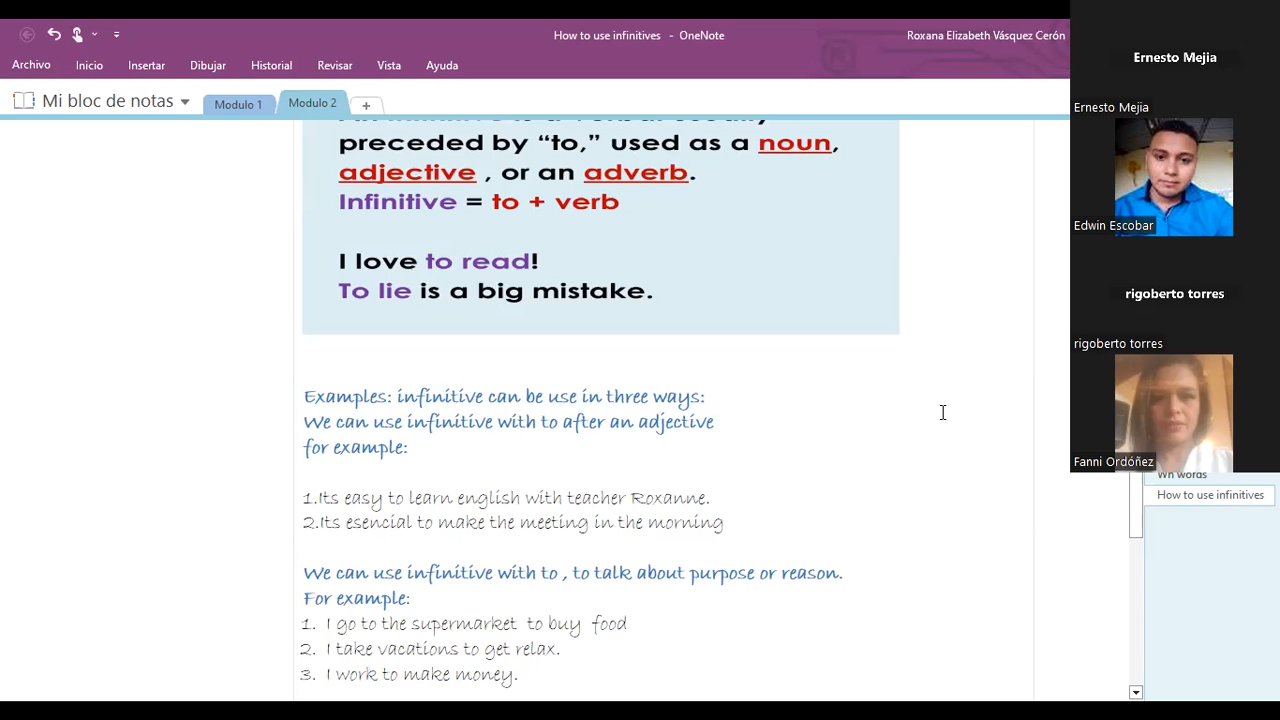 How to use infinitives - OneNote
Roxana Elizabeth Vásquez Cerón
Archivo Inicio Insertar Dibujar Historial Revisar Vista Ayuda
Mi bloc de notas Modulo 1 Modulo 2 +
preceded by “to,” used as a noun,
adjective , or an adverb.
Infinitive = to + verb
I love to read!
To lie is a big mistake.
Examples: infinitive can be use in three ways:
We can use infinitive with to after an adjective
for example:
1.Its easy to learn english with teacher Roxanne.
2.Its esencial to make the meeting in the morning
We can use infinitive with to , to talk about purpose or reason.
For example:
1. I go to the supermarket to buy food
2. I take vacations to get relax.
3. I work to make money.
Ernesto Mejia
Ernesto Mejia
Edwin Escobar
rigoberto torres
rigoberto torres
Fanni Ordóñez
Wh words
How to use infinitives